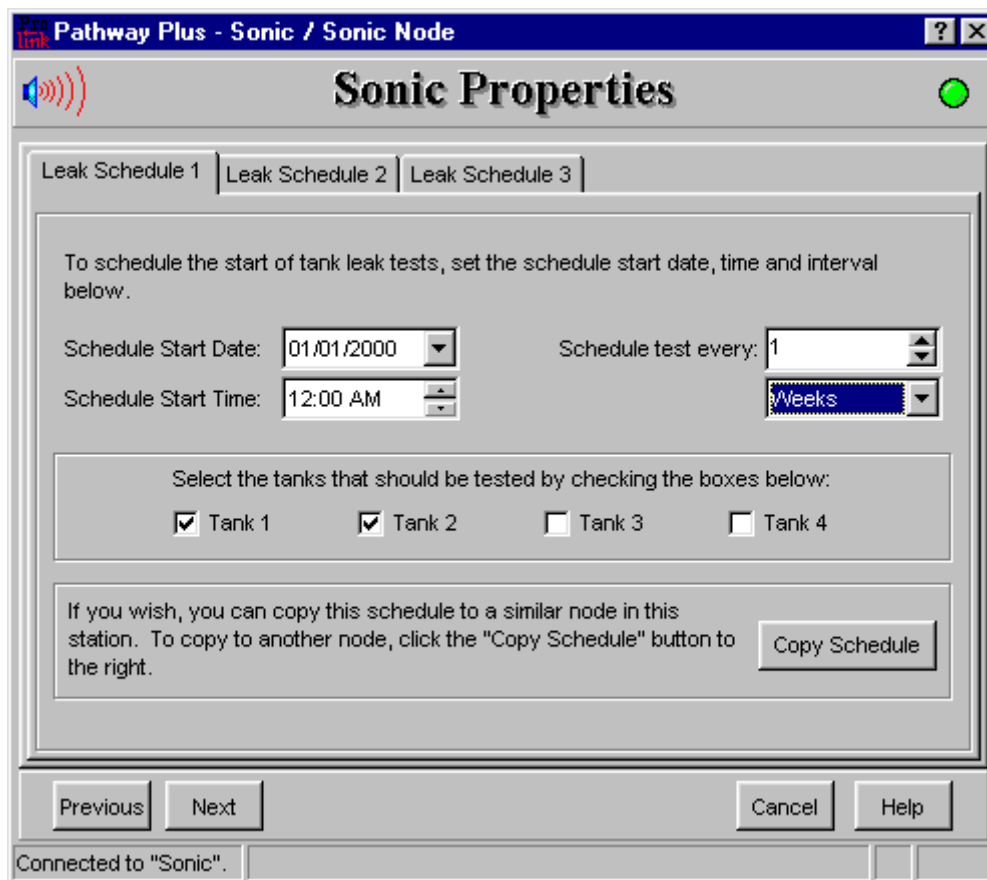 Pro
link
Pathway Plus - Sonic / Sonic Node
Sonic Properties
Leak Schedule 1
Leak Schedule 2
Leak Schedule 3
To schedule the start of tank leak tests, set the schedule start date, time and interval
below.
Schedule Start Date: 01/01/2000
Schedule test every: 1
Schedule Start Time: 12:00 AM
Weeks
Select the tanks that should be tested by checking the boxes below:
Tank 1
Tank 2
Tank 3
Tank 4
If you wish, you can copy this schedule to a similar node in this
station.  To copy to another node, click the "Copy Schedule" button to
the right.
Copy Schedule
Previous
Next
Cancel
Help
Connected to "Sonic".